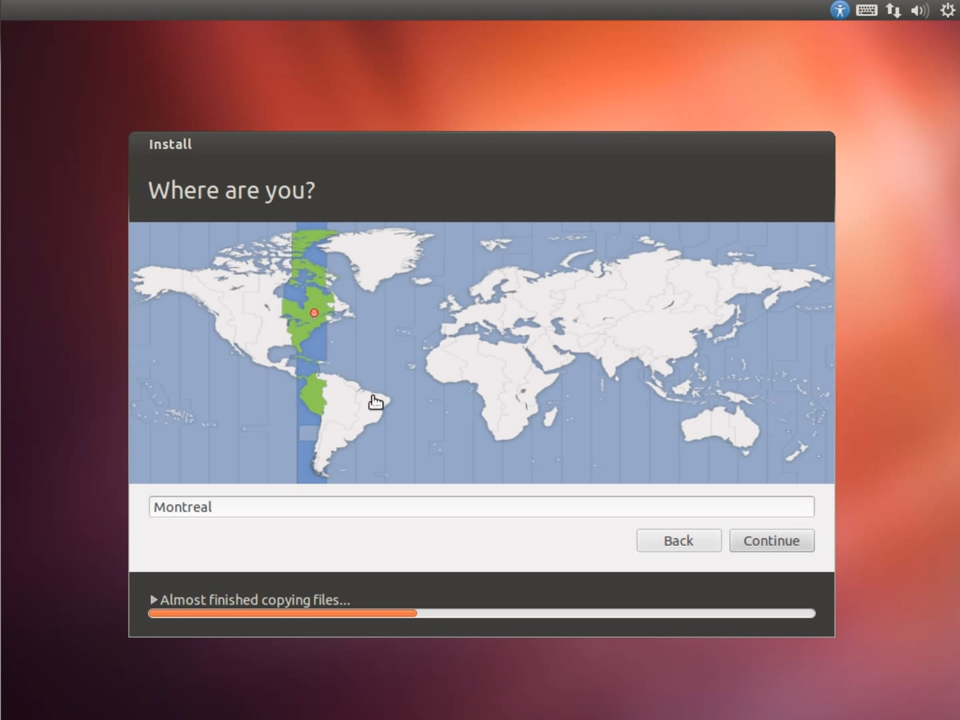 Install
Where are you?
Montreal
Back
Continue
Almost finished copying files...